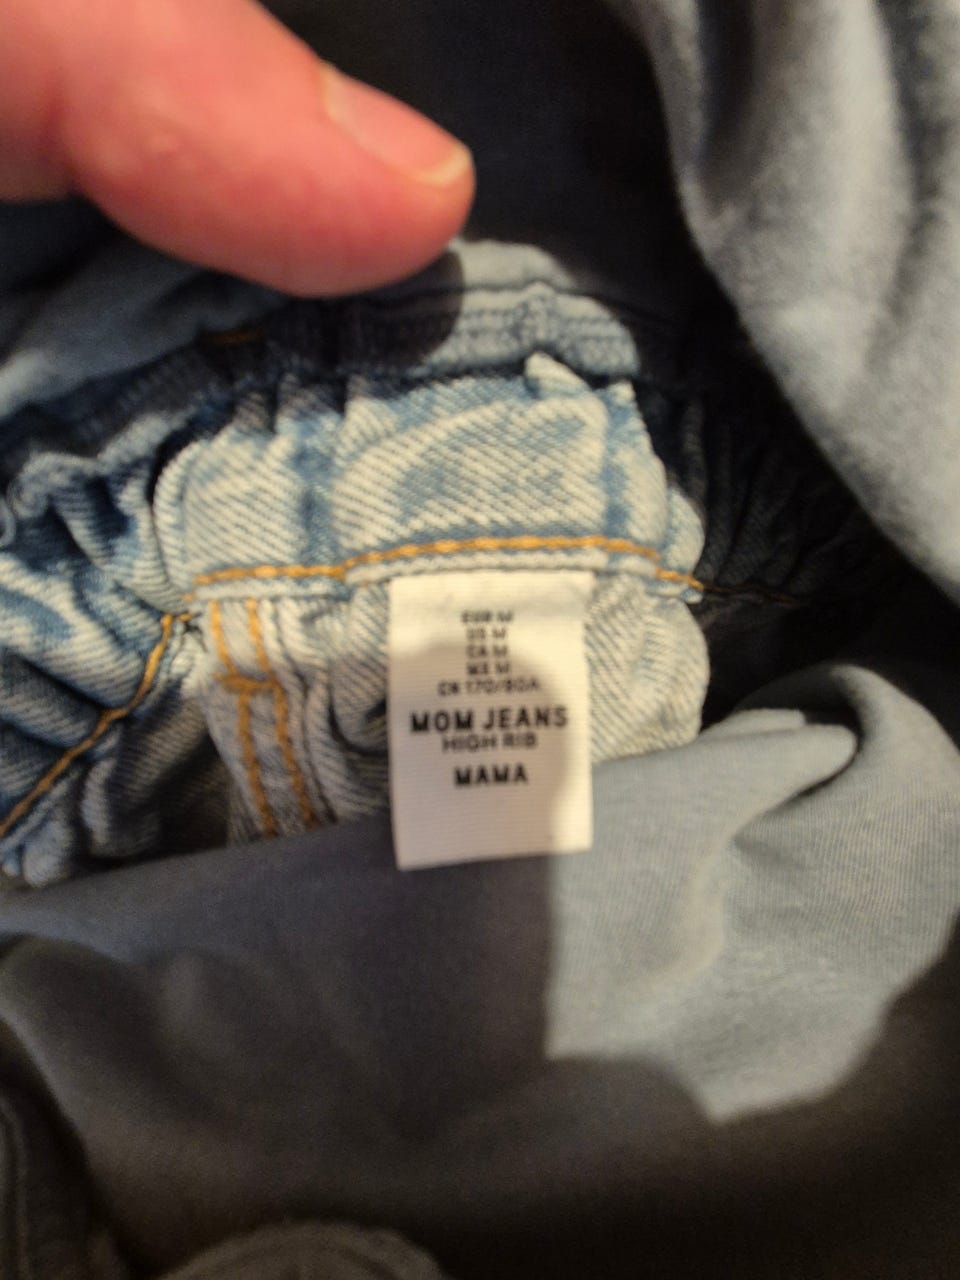 EUR M
US M
CA M
MX M
CN 170/80A
MOM JEANS
HIGH RIB
MAMA